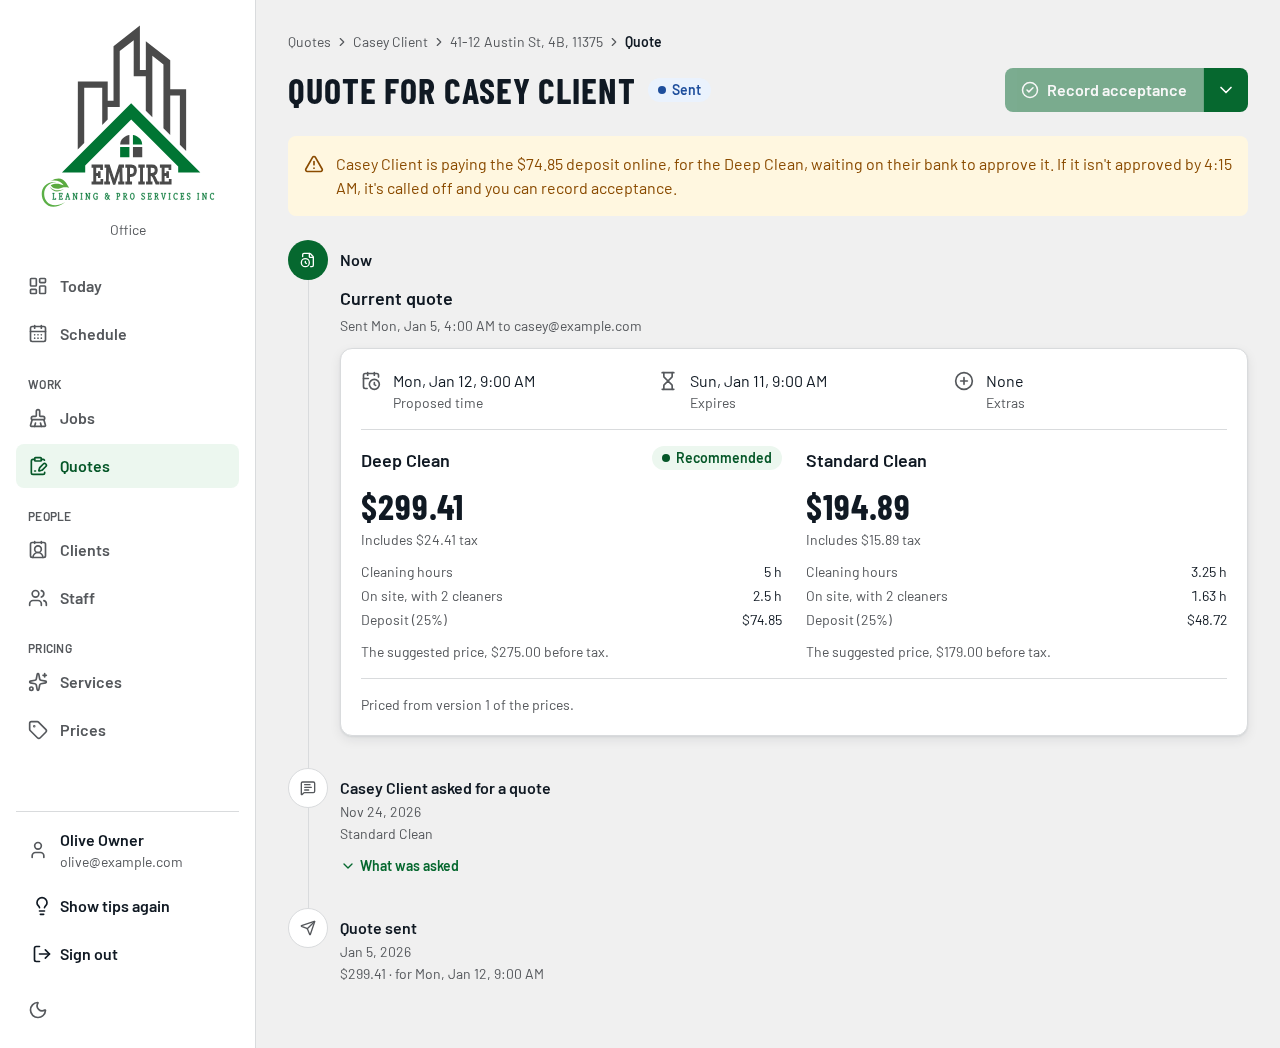 EMPIRE
LEANING & PRO SERVICES INC
Office
Today
Schedule
WORK
Jobs
Quotes
PEOPLE
Clients
Staff
PRICING
Services
Prices
Olive Owner
olive@example.com
Show tips again
Sign out
Quotes > Casey Client > 41-12 Austin St, 4B, 11375 > Quote
QUOTE FOR CASEY CLIENT
Sent
Record acceptance
Casey Client is paying the $74.85 deposit online, for the Deep Clean, waiting on their bank to approve it. If it isn't approved by 4:15
AM, it's called off and you can record acceptance.
Now
Current quote
Sent Mon, Jan 5, 4:00 AM to casey@example.com
Mon, Jan 12, 9:00 AM
Proposed time
Sun, Jan 11, 9:00 AM
Expires
None
Extras
Deep Clean
Recommended
$299.41
Includes $24.41 tax
Cleaning hours 5 h
On site, with 2 cleaners 2.5 h
Deposit (25%) $74.85
The suggested price, $275.00 before tax.
Standard Clean
$194.89
Includes $15.89 tax
Cleaning hours 3.25 h
On site, with 2 cleaners 1.63 h
Deposit (25%) $48.72
The suggested price, $179.00 before tax.
Priced from version 1 of the prices.
Casey Client asked for a quote
Nov 24, 2026
Standard Clean
What was asked
Quote sent
Jan 5, 2026
$299.41 · for Mon, Jan 12, 9:00 AM